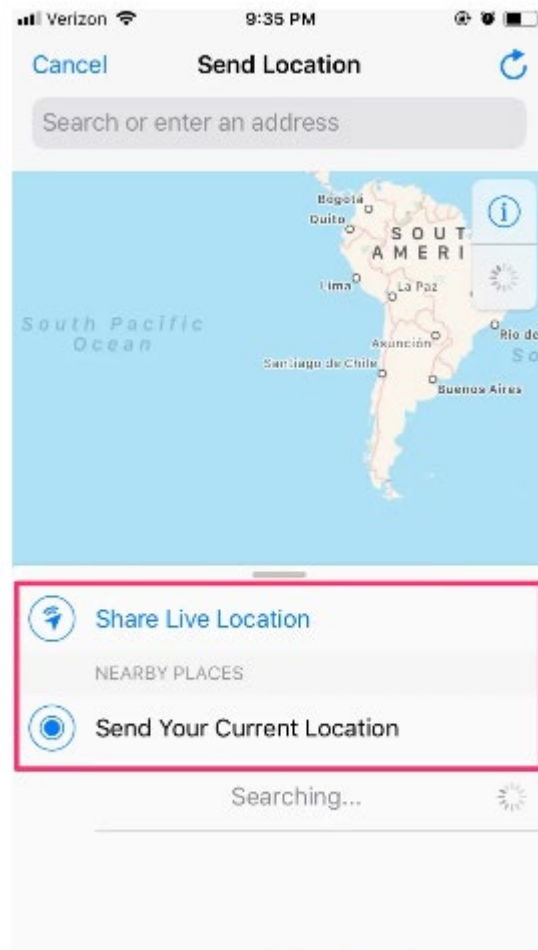 Verizon 9:35 PM
Cancel Send Location
Search or enter an address
Bogotá
Quito
SOUT
AMERI
Lima
La Paz
South Pacific
Ocean
Rio de
Asunción
So
Santiago de Chile
Buenos Aires
Share Live Location
NEARBY PLACES
Send Your Current Location
Searching...